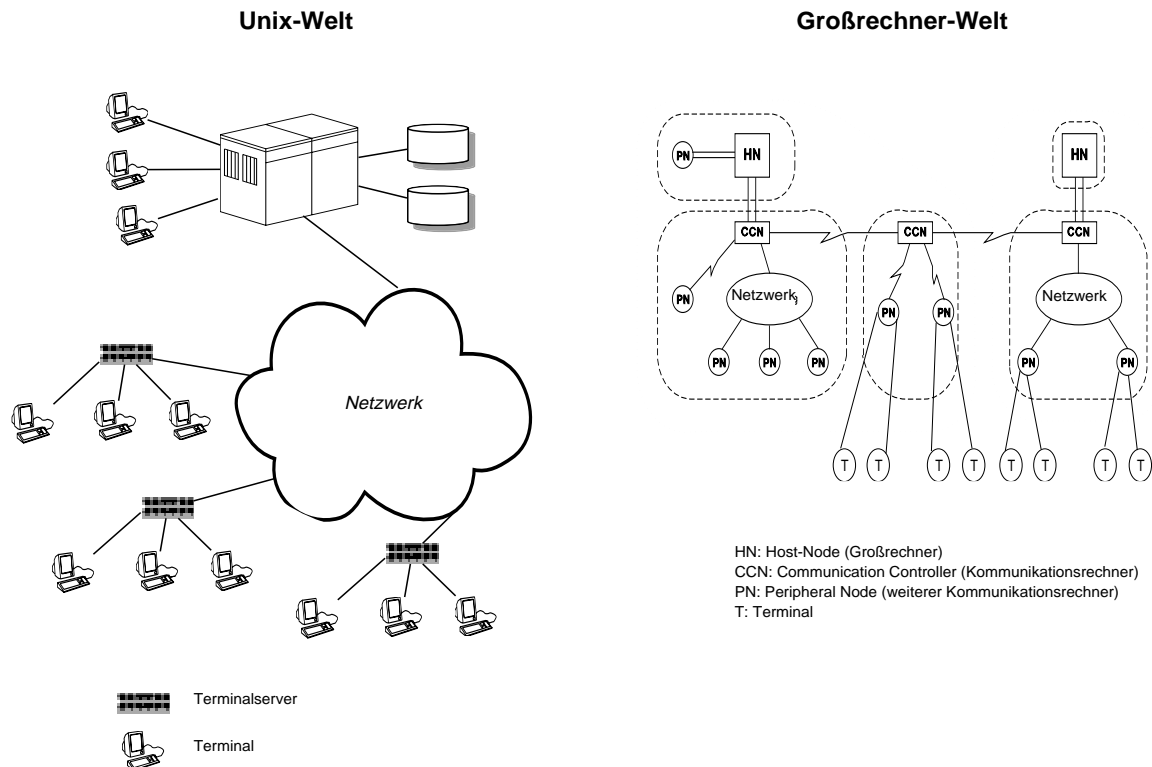 Unix-Welt
Netzwerk
Terminalserver
Terminal
Großrechner-Welt
PN
HN
HN
CCN
CCN
CCN
PN
Netzwerk
PN
PN
Netzwerk
PN
PN
PN
PN
PN
T
T
T
T
T
T
T
T
HN: Host-Node (Großrechner)
CCN: Communication Controller (Kommunikationsrechner)
PN: Peripheral Node (weiterer Kommunikationsrechner)
T: Terminal